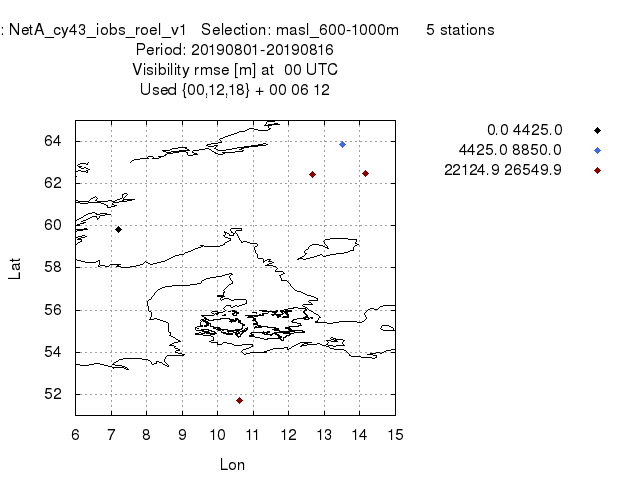 : NetA_cy43_iobs_roel_v1 Selection: masl_600-1000m 5 stations
Period: 20190801-20190816
Visibility rmse [m] at 00 UTC
Used {00,12,18} + 00 06 12
0.0 4425.0
4425.0 8850.0
22124.9 26549.9
64
62
60
58
56
54
52
Lat
6 7 8 9 10 11 12 13 14 15
Lon